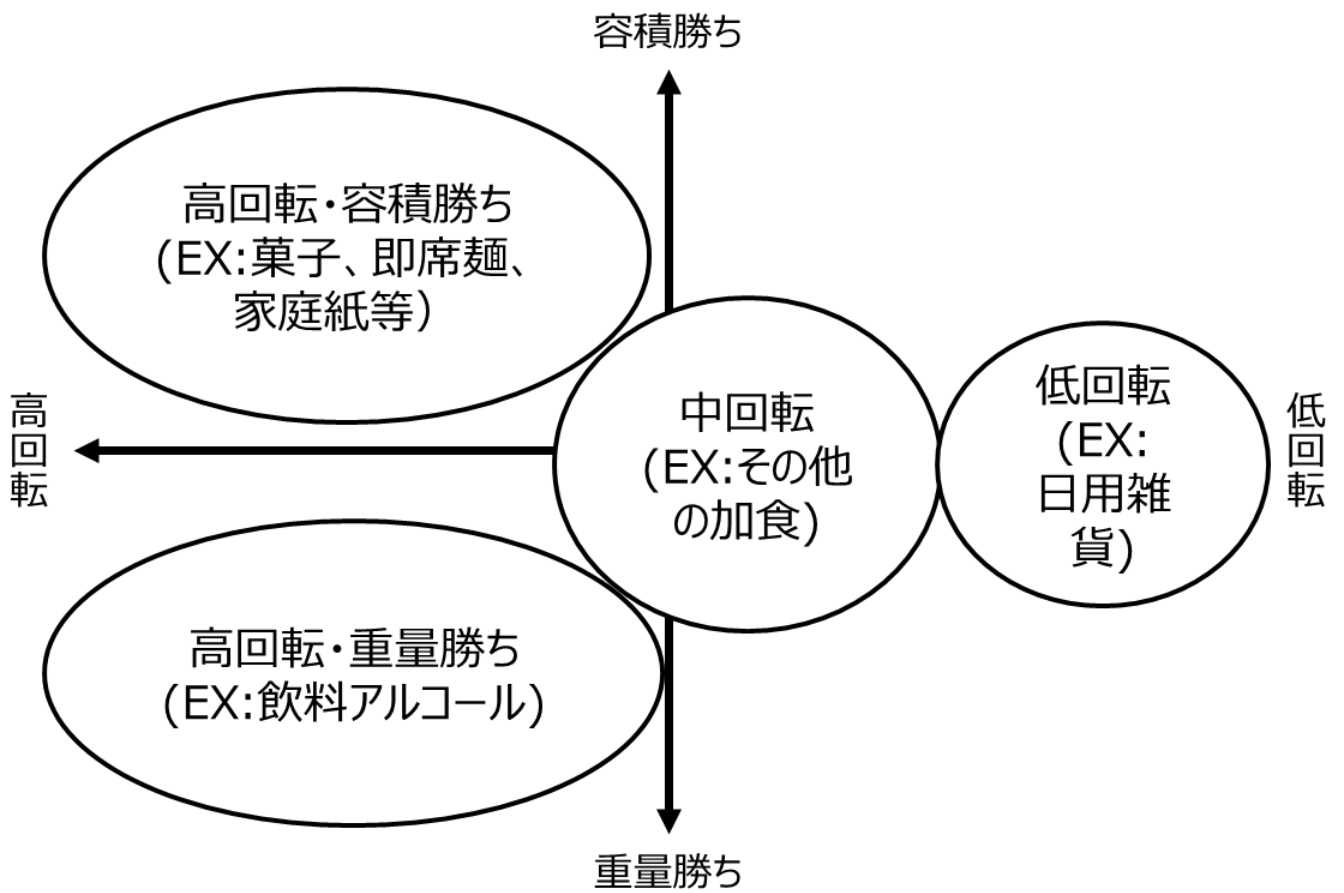 容積勝ち
高回転・容積勝ち
(EX:菓子、即席麺、
家庭紙等）
高回転
中回転
(EX:その他
の加食)
低回転
(EX:
日用雑
貨)
低回転
高回転・重量勝ち
(EX:飲料アルコール)
重量勝ち